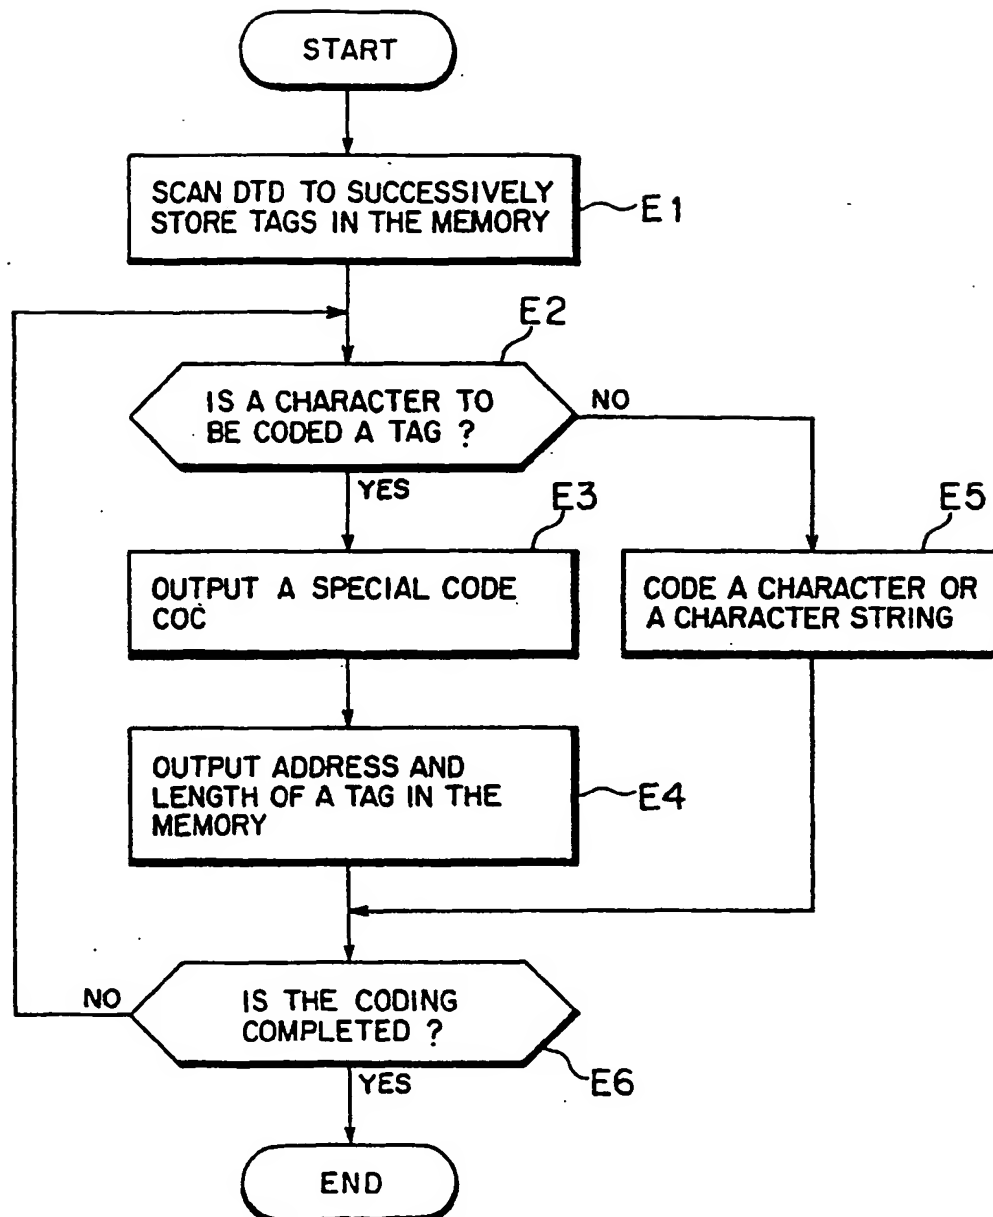 START
SCAN DTD TO SUCCESSIVELY
STORE TAGS IN THE MEMORY
E1
E2
IS A CHARACTER TO
BE CODED A TAG ?
NO
YES
E3
OUTPUT A SPECIAL CODE
COC
E5
CODE A CHARACTER OR
A CHARACTER STRING
OUTPUT ADDRESS AND
LENGTH OF A TAG IN THE
MEMORY
E4
NO
IS THE CODING
COMPLETED ?
E6
YES
END